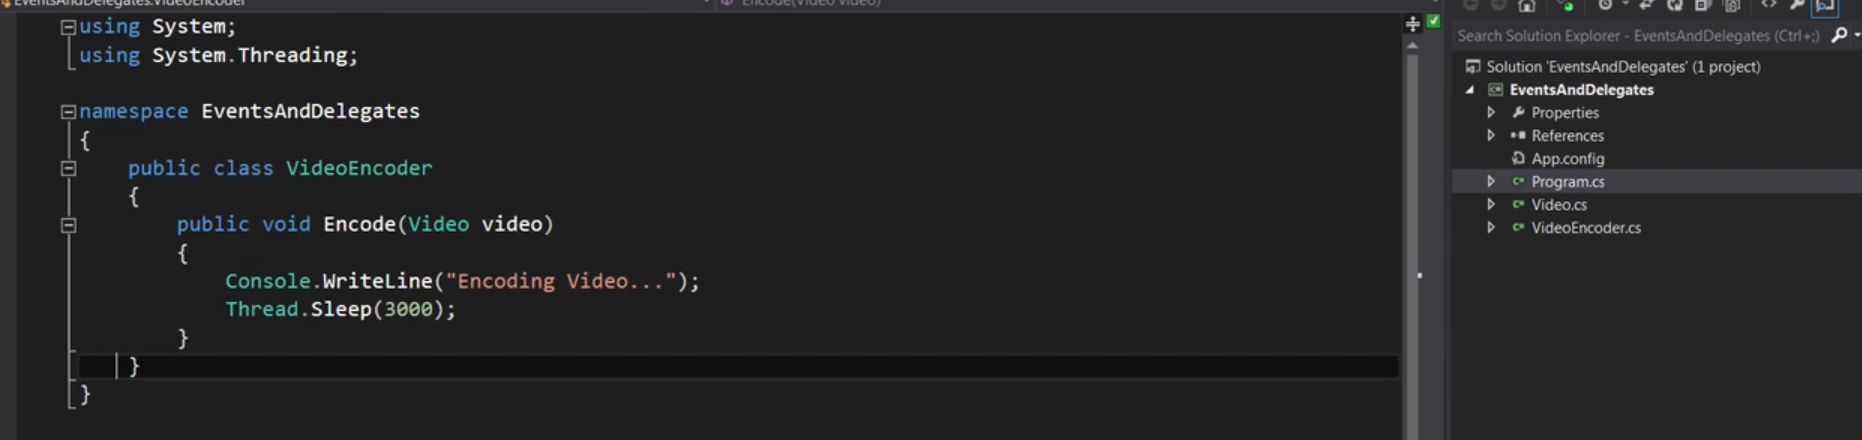 EventsAndDelegates.VideoEncoder
Encode(Video video)
using System;
using System.Threading;
namespace EventsAndDelegates
{
public class VideoEncoder
{
public void Encode(Video video)
{
Console.WriteLine("Encoding Video...");
Thread.Sleep(3000);
}
}
}
Search Solution Explorer - EventsAndDelegates (Ctrl+;)
Solution 'EventsAndDelegates' (1 project)
EventsAndDelegates
Properties
References
App.config
C# Program.cs
C# Video.cs
C# VideoEncoder.cs